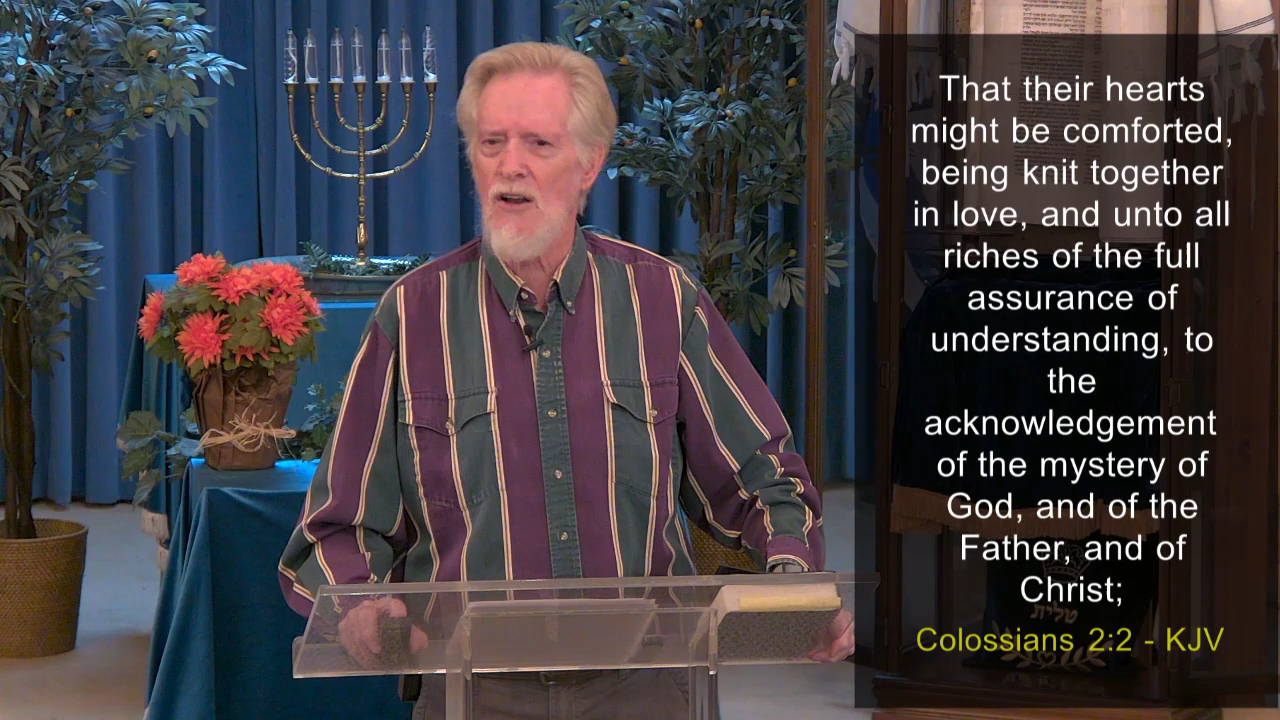 That their hearts
might be comforted,
being knit together
in love, and unto all
riches of the full
assurance of
understanding, to
the
acknowledgement
of the mystery of
God, and of the
Father, and of
Christ;
טלית
Colossians 2:2 - KJV